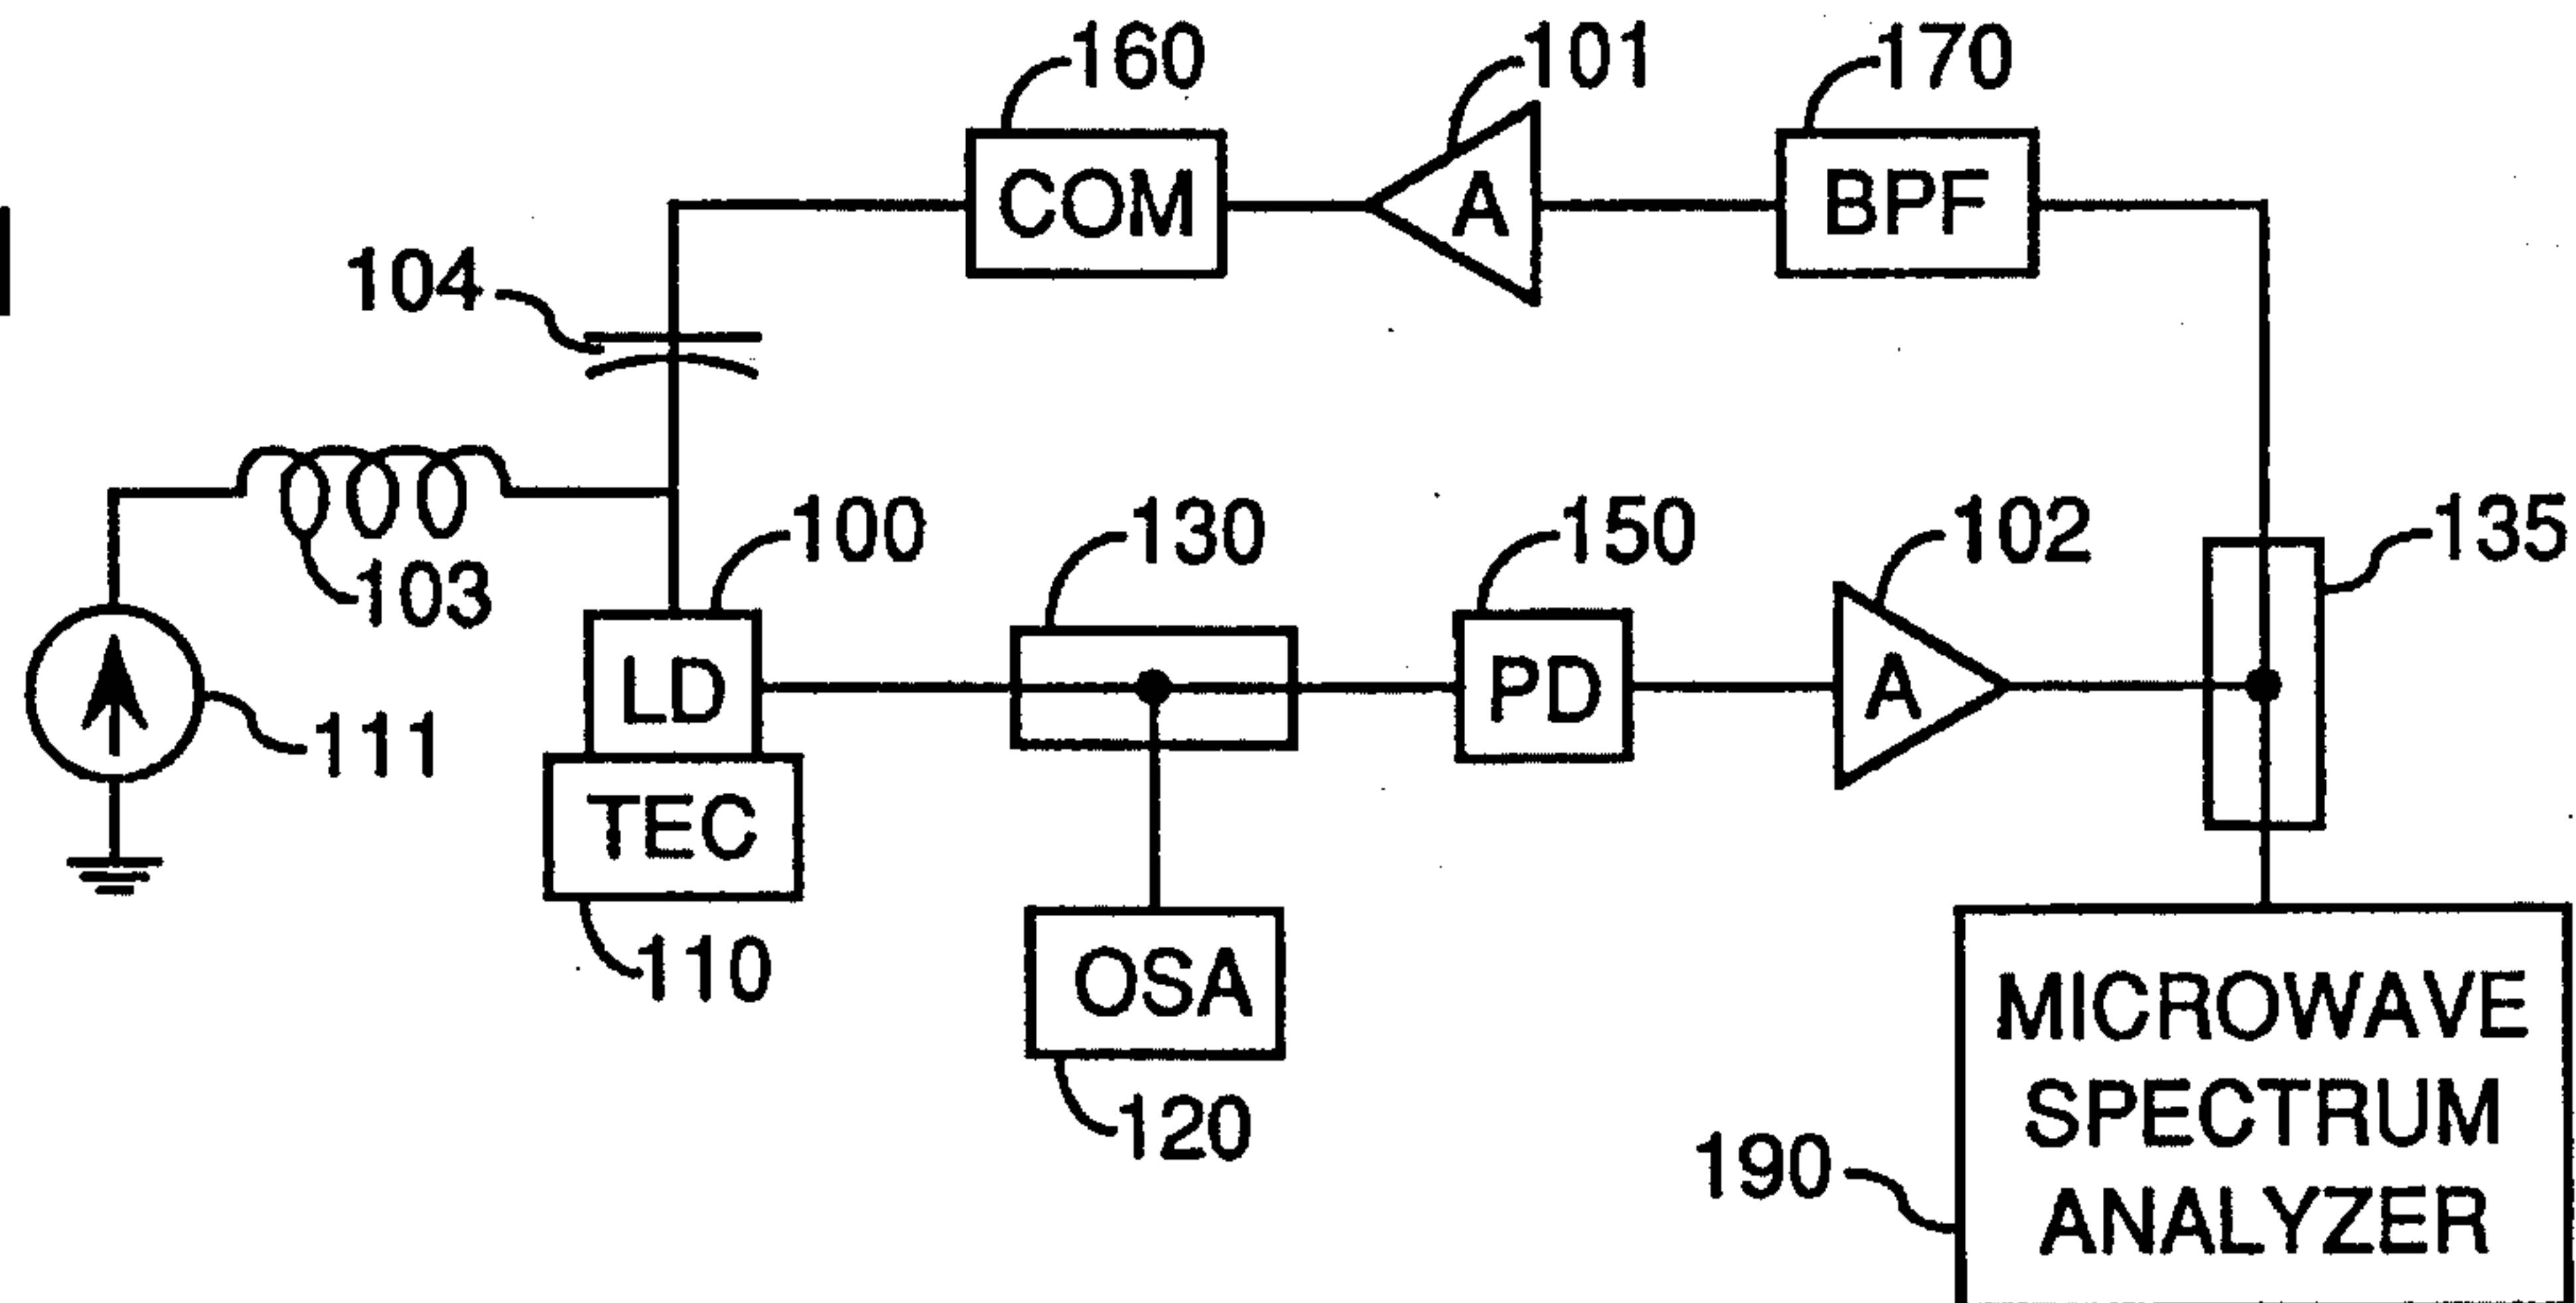 160
101
170
COM
A
BPF
104
103
100
130
150
102
135
LD
PD
A
111
TEC
110
OSA
120
MICROWAVE
SPECTRUM
ANALYZER
190